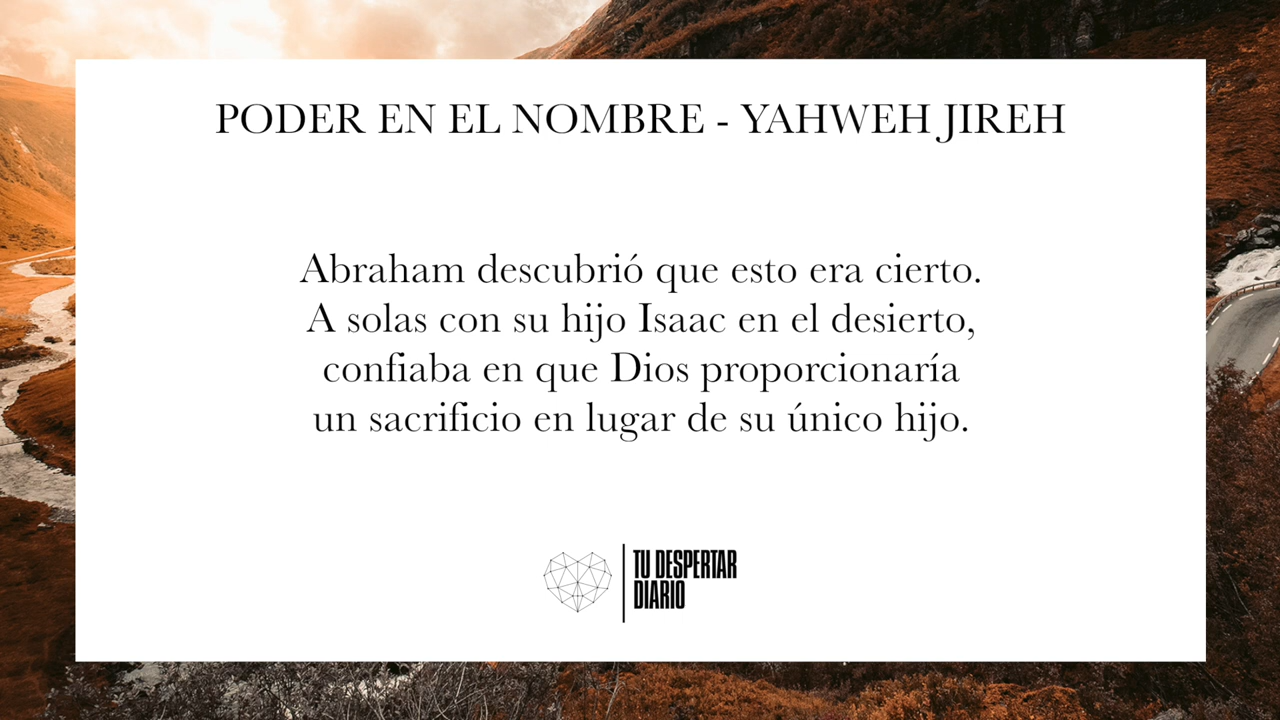 PODER EN EL NOMBRE - YAHWEH JIREH
Abraham descubrió que esto era cierto.
A solas con su hijo Isaac en el desierto,
confiaba en que Dios proporcionaría
un sacrificio en lugar de su único hijo.
TU DESPERTAR
DIARIO